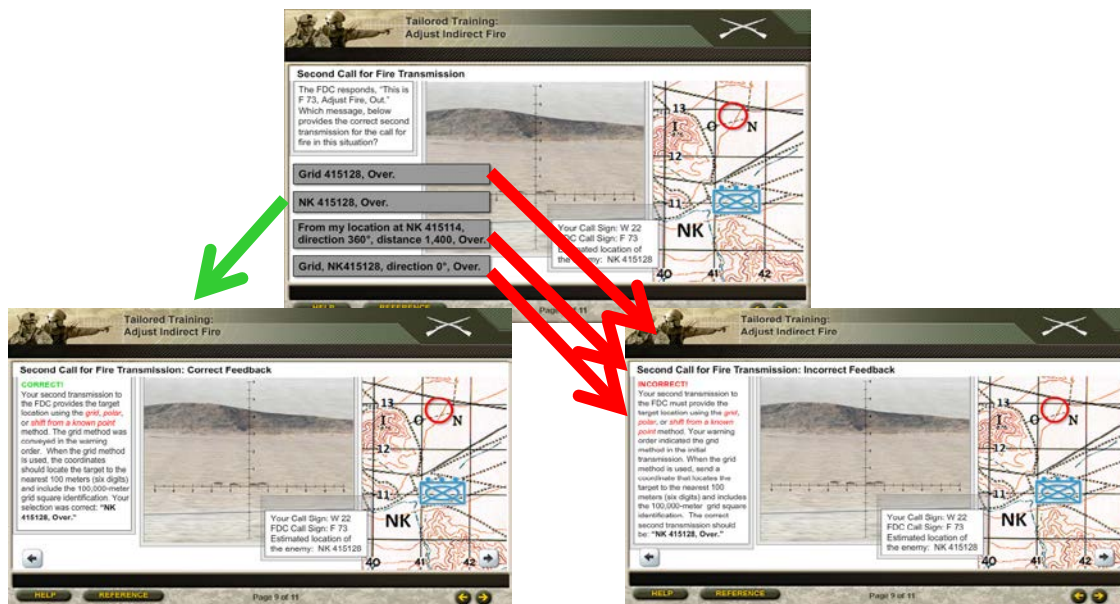 Tailored Training:
Adjust Indirect Fire
Second Call for Fire Transmission
The FDC responds, "This is
F 73, Adjust Fire, Out."
Which message, below
provides the correct second
transmission for the call for
fire in this situation?
Grid 415128, Over.
NK 415128, Over.
From my location at NK 415114,
direction 360°, distance 1,400, Over.
Grid, NK415128, direction 0°, Over.
Your Call Sign: W 22
FDC Call Sign: F 73
Estimated location of
the enemy: NK 415128
13
I O N
12
11
NK
40 41 42
HELP
REFERENCE
Page of 11
Tailored Training:
Adjust Indirect Fire
Second Call for Fire Transmission: Correct Feedback
CORRECT!
Your second transmission to
the FDC provides the target
location using the grid, polar,
or shift from a known point
method. The grid method was
conveyed in the warning
order. When the grid method
is used, the coordinates
should locate the target to the
nearest 100 meters (six digits)
and include the 100,000-meter
grid square identification. Your
selection was correct: "NK
415128, Over."
Your Call Sign: W 22
FDC Call Sign: F 73
Estimated location of
the enemy: NK 415128
13
I O N
12
11
NK
40 41 42
HELP
REFERENCE
Page 9 of 11
Tailored Training:
Adjust Indirect Fire
Second Call for Fire Transmission: Incorrect Feedback
INCORRECT!
Your second transmission to
the FDC must provide the
target location using the grid,
polar, or shift from a known
point method. Your warning
order indicated the grid
method in the initial
transmission. When the grid
method is used, send a
coordinate that locates the
target to the nearest 100
meters (six digits) and includes
the 100,000-meter grid square
identification. The correct
second transmission should
be: "NK 415128, Over."
Your Call Sign: W 22
FDC Call Sign: F 73
Estimated location of
the enemy: NK 415128
13
I O N
12
11
NK
40 41 42
HELP
REFERENCE
Page 9 of 11